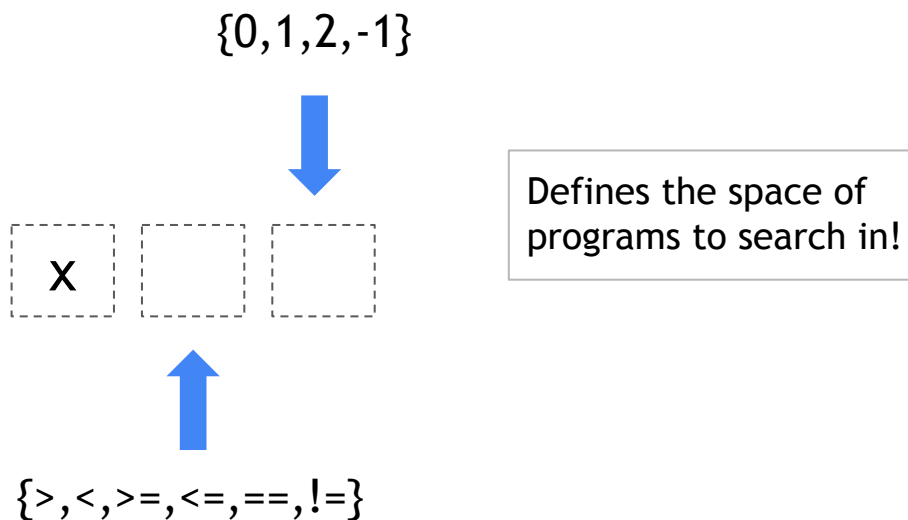 {0,1,2,-1}
Defines the space of
programs to search in!
x
{>,<,>=,<=,==,!=}